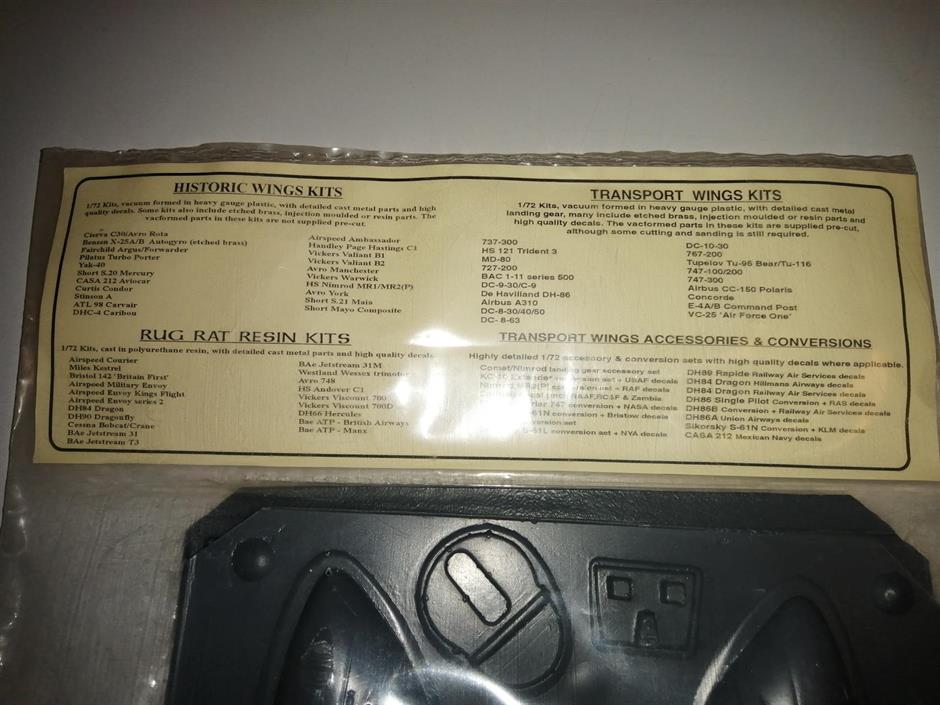 HISTORIC WINGS KITS
1/72 Kits, vacuum formed in heavy gauge plastic, with detailed cast metal parts and high
quality decals. Some kits also include etched brass, injection moulded or resin parts. The
vacformed parts in these kits are not supplied pre-cut.
Cierva C30/Avro Rota
Bensen X-25A/B Autogyro (etched brass)
Fairchild Argus/Forwarder
Pilatus Turbo Porter
Yak-40
Short S.20 Mercury
CASA 212 Aviocar
Curtis Condor
Stinson A
ATL 98 Carvair
DHC-4 Caribou
Airspeed Ambassador
Handley Page Hastings C1
Vickers Valiant B1
Vickers Valiant B2
Avro Manchester
Vickers Warwick
HS Nimrod MR1/MR2(P)
Avro York
Short S.21 Maia
Short Mayo Composite
TRANSPORT WINGS KITS
1/72 Kits, vacuum formed in heavy gauge plastic, with detailed cast metal
landing gear, many include etched brass, injection moulded or resin parts and
high quality decals. The vacformed parts in these kits are supplied pre-cut,
although some cutting and sanding is still required.
737-300
HS 121 Trident 3
MD-80
727-200
BAC 1-11 series 500
DC-9-30/C-9
De Havilland DH-86
Airbus A310
DC-8-30/40/50
DC- 8-63
DC-10-30
767-200
Tupelov Tu-95 Bear/Tu-116
747-100/200
747-300
Airbus CC-150 Polaris
Concorde
E-4A/B Command Post
VC-25 'Air Force One'
RUG RAT RESIN KITS
1/72 Kits, cast in polyurethane resin, with detailed cast metal parts and high quality decals
Airspeed Courier
Miles Kestrel
Bristol 142 'Britain First'
Airspeed Military Envoy
Airspeed Envoy Kings Flight
Airspeed Envoy series 2
DH84 Dragon
DH90 Dragonfly
Cessna Bobcat/Crane
BAe Jetstream 31
BAe Jetstream T3
BAe Jetstream 31M
Westland Wessex trimotor
Avro 748
HS Andover C1
Vickers Viscount 700
Vickers Viscount 700D
DH66 Hercules
Bae ATP - British Airways
Bae ATP - Manx
TRANSPORT WINGS ACCESSORIES & CONVERSIONS
Highly detailed 1/72 accessory & conversion sets with high quality decals where applicable.
Comet/Nimrod landing gear accessory set
KC-10 Extender conversion set + USAF decals
Nimrod MR2(P) conversion set + RAF decals
& Zambia
747 conversion + NASA decals
conversion + Bristow decals
set
S-61L conversion set + NYA decals
DH89 Rapide Railway Air Services decals
DH84 Dragon Hillmans Airways decals
DH84 Dragon Railway Air Services decals
DH86 Single Pilot Conversion + RAS decals
DH86B Conversion + Railway Air Services decals
DH86A Union Airways decals
Sikorsky S-61N Conversion + KLM decals
CASA 212 Mexican Navy decals